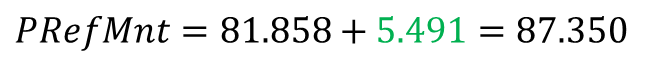 PRefMnt = 81.858 + 5.491 = 87.350